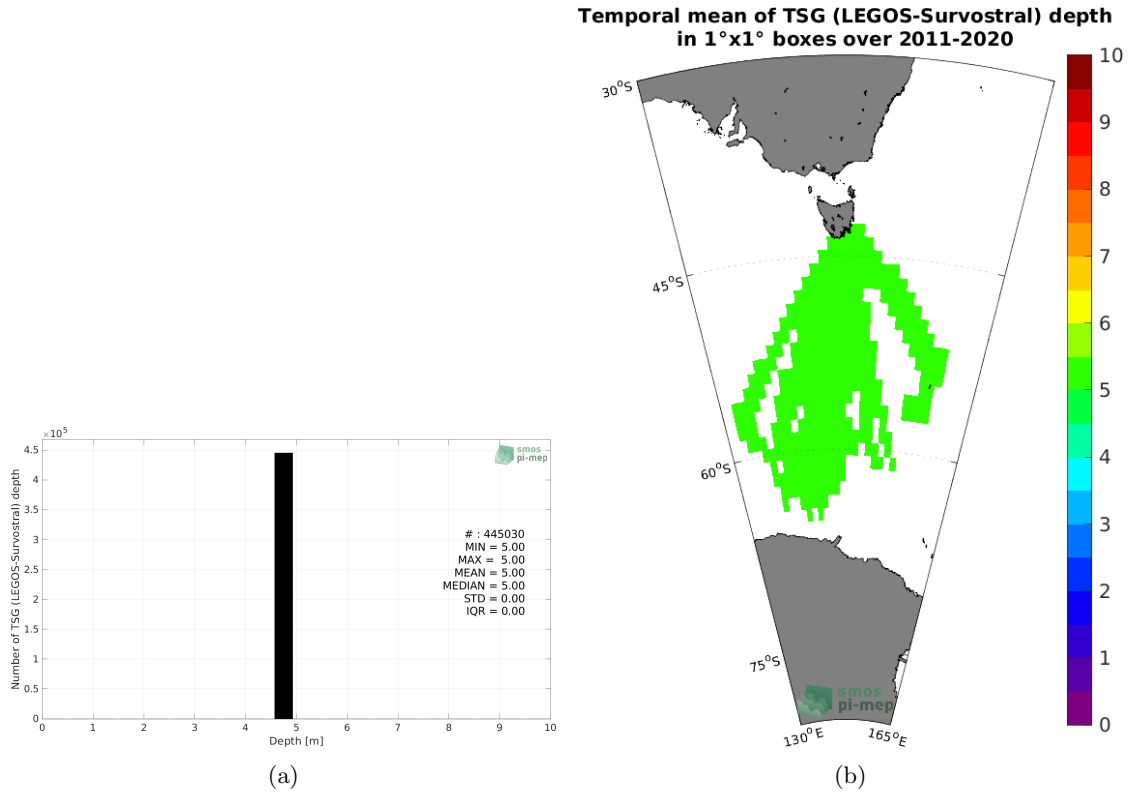 Temporal mean of TSG (LEGOS-Survostral) depth
in 1°x1° boxes over 2011-2020
30°S
45°S
60°S
75°S
130°E
165°E
10
9
8
7
6
5
4
3
2
1
0
smos
pi-mep
×10⁵
4.5
4
3.5
3
2.5
2
1.5
1
0.5
0
Number of TSG (LEGOS-Survostral) depth
smos
pi-mep
# : 445030
MIN = 5.00
MAX = 5.00
MEAN = 5.00
MEDIAN = 5.00
STD = 0.00
IQR = 0.00
0 1 2 3 4 5 6 7 8 9 10
Depth [m]
(a)
(b)